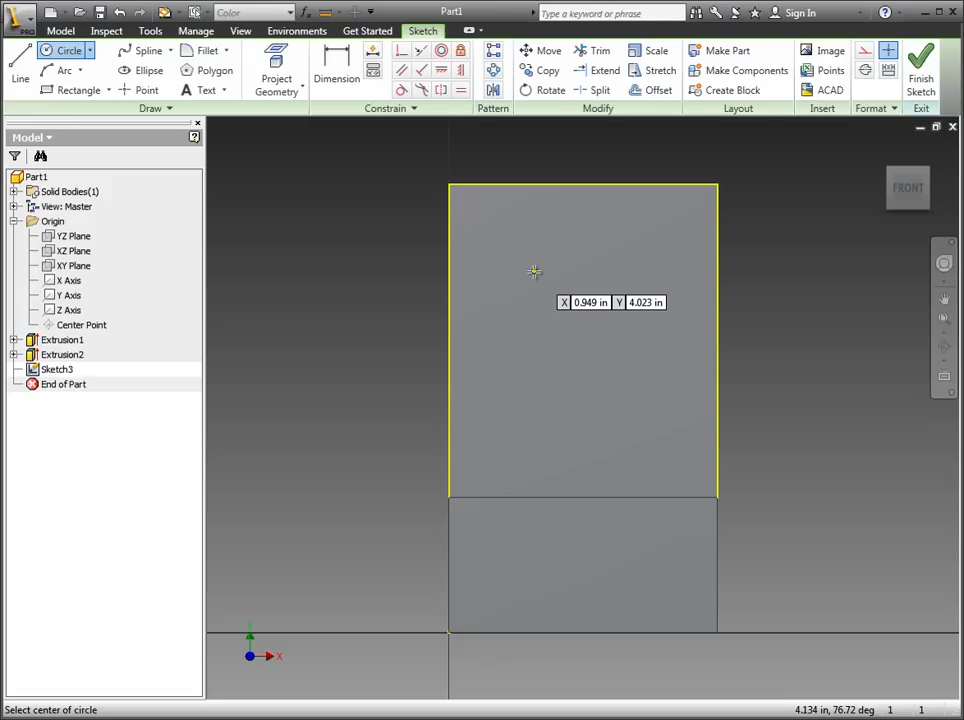 Color Part1 Type a keyword or phrase Sign In
PRO Model Inspect Tools Manage View Environments Get Started Sketch
Circle Spline Fillet Move Trim Scale Make Part Image
Line Arc Ellipse Polygon Project Geometry Dimension Copy Extend Stretch Make Components Points Finish Sketch
Rectangle Point Text Rotate Split Offset Create Block ACAD
Draw Constrain Pattern Modify Layout Insert Format Exit
Model
Part1
Solid Bodies(1)
View: Master
Origin
YZ Plane
XZ Plane
XY Plane
X Axis
Y Axis
Z Axis
Center Point
Extrusion1
Extrusion2
Sketch3
End of Part
FRONT
X 0.949 in Y 4.023 in
X
Select center of circle 4.134 in, 76.72 deg 1 1